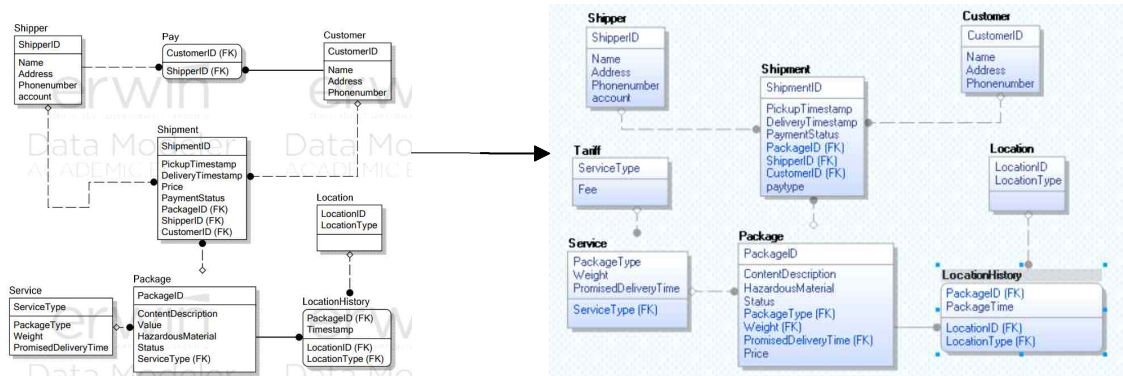 Shipper
ShipperID
Name
Address
Phonenumber
account
Pay
CustomerID (FK)
ShipperID (FK)
Customer
CustomerID
Name
Address
Phonenumber
erwin
Data Modeler
Shipment
ShipmentID
PickupTimestamp
DeliveryTimestamp
Price
PaymentStatus
PackageID (FK)
ShipperID (FK)
CustomerID (FK)
Location
LocationID
LocationType
Service
ServiceType
PackageType
Weight
PromisedDeliveryTime
Package
PackageID
ContentDescription
Value
HazardousMaterial
Status
ServiceType (FK)
LocationHistory
PackageID (FK)
Timestamp
LocationID (FK)
LocationType (FK)
Shipper
ShipperID
Name
Address
Phonenumber
account
Customer
CustomerID
Name
Address
Phonenumber
Shipment
ShipmentID
PickupTimestamp
DeliveryTimestamp
PaymentStatus
PackageID (FK)
ShipperID (FK)
CustomerID (FK)
paytype
Tariff
ServiceType
Fee
Location
LocationID
LocationType
Service
PackageType
Weight
PromisedDeliveryTime
ServiceType (FK)
Package
PackageID
ContentDescription
HazardousMaterial
Status
PackageType (FK)
Weight (FK)
PromisedDeliveryTime (FK)
Price
LocationHistory
PackageID (FK)
PackageTime
LocationID (FK)
LocationType (FK)